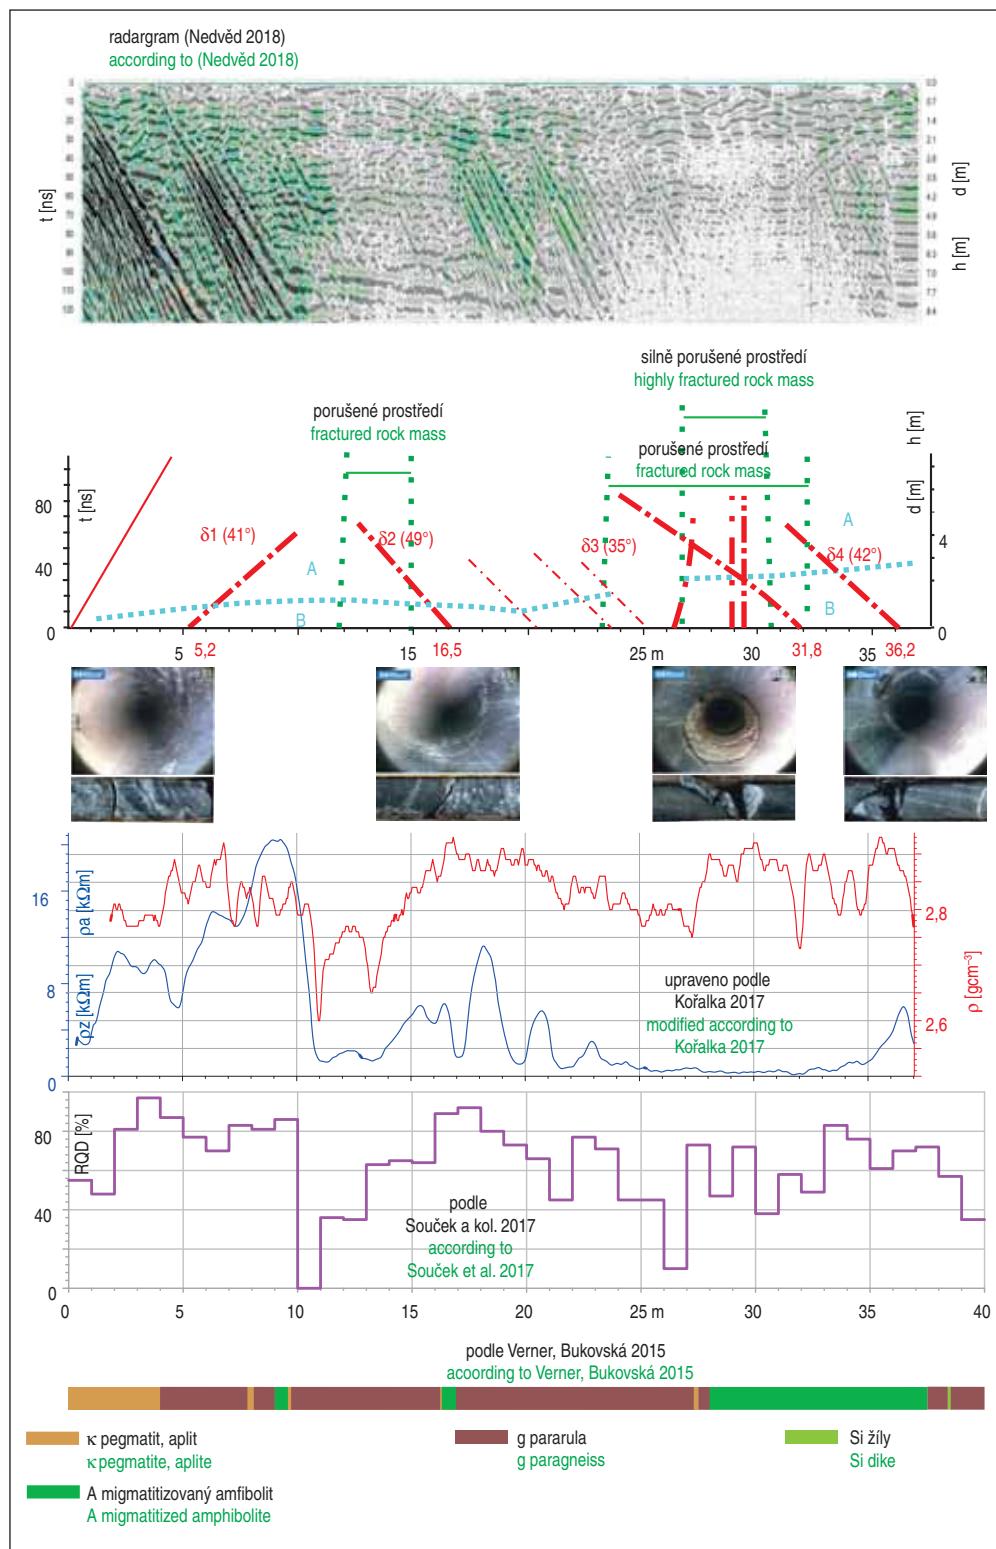 radargram (Nedvěd 2018)
according to (Nedvěd 2018)
t [ns]
d [m]
h [m]
silně porušené prostředí
highly fractured rock mass
porušené prostředí
fractured rock mass
porušené prostředí
fractured rock mass
h [m]
d [m]
t [ns]
80
40
0
4
0
δ1 (41°)
δ2 (49°)
δ3 (35°)
δ4 (42°)
A
B
A
B
5 5,2 15 16,5 25 m 30 31,8 35 36,2
ρa [kΩm]
ρz [kΩm]
16
8
0
2,8
2,6
ρ [gcm⁻³]
upraveno podle
Kořalka 2017
modified according to
Kořalka 2017
RQD [%]
80
40
0
podle
Souček a kol. 2017
according to
Souček et al. 2017
0 5 10 15 20 25 m 30 35 40
podle Verner, Bukovská 2015
acoording to Verner, Bukovská 2015
κ pegmatit, aplit
κ pegmatite, aplite
g pararula
g paragneiss
Si žíly
Si dike
A migmatitizovaný amfibolit
A migmatitized amphibolite